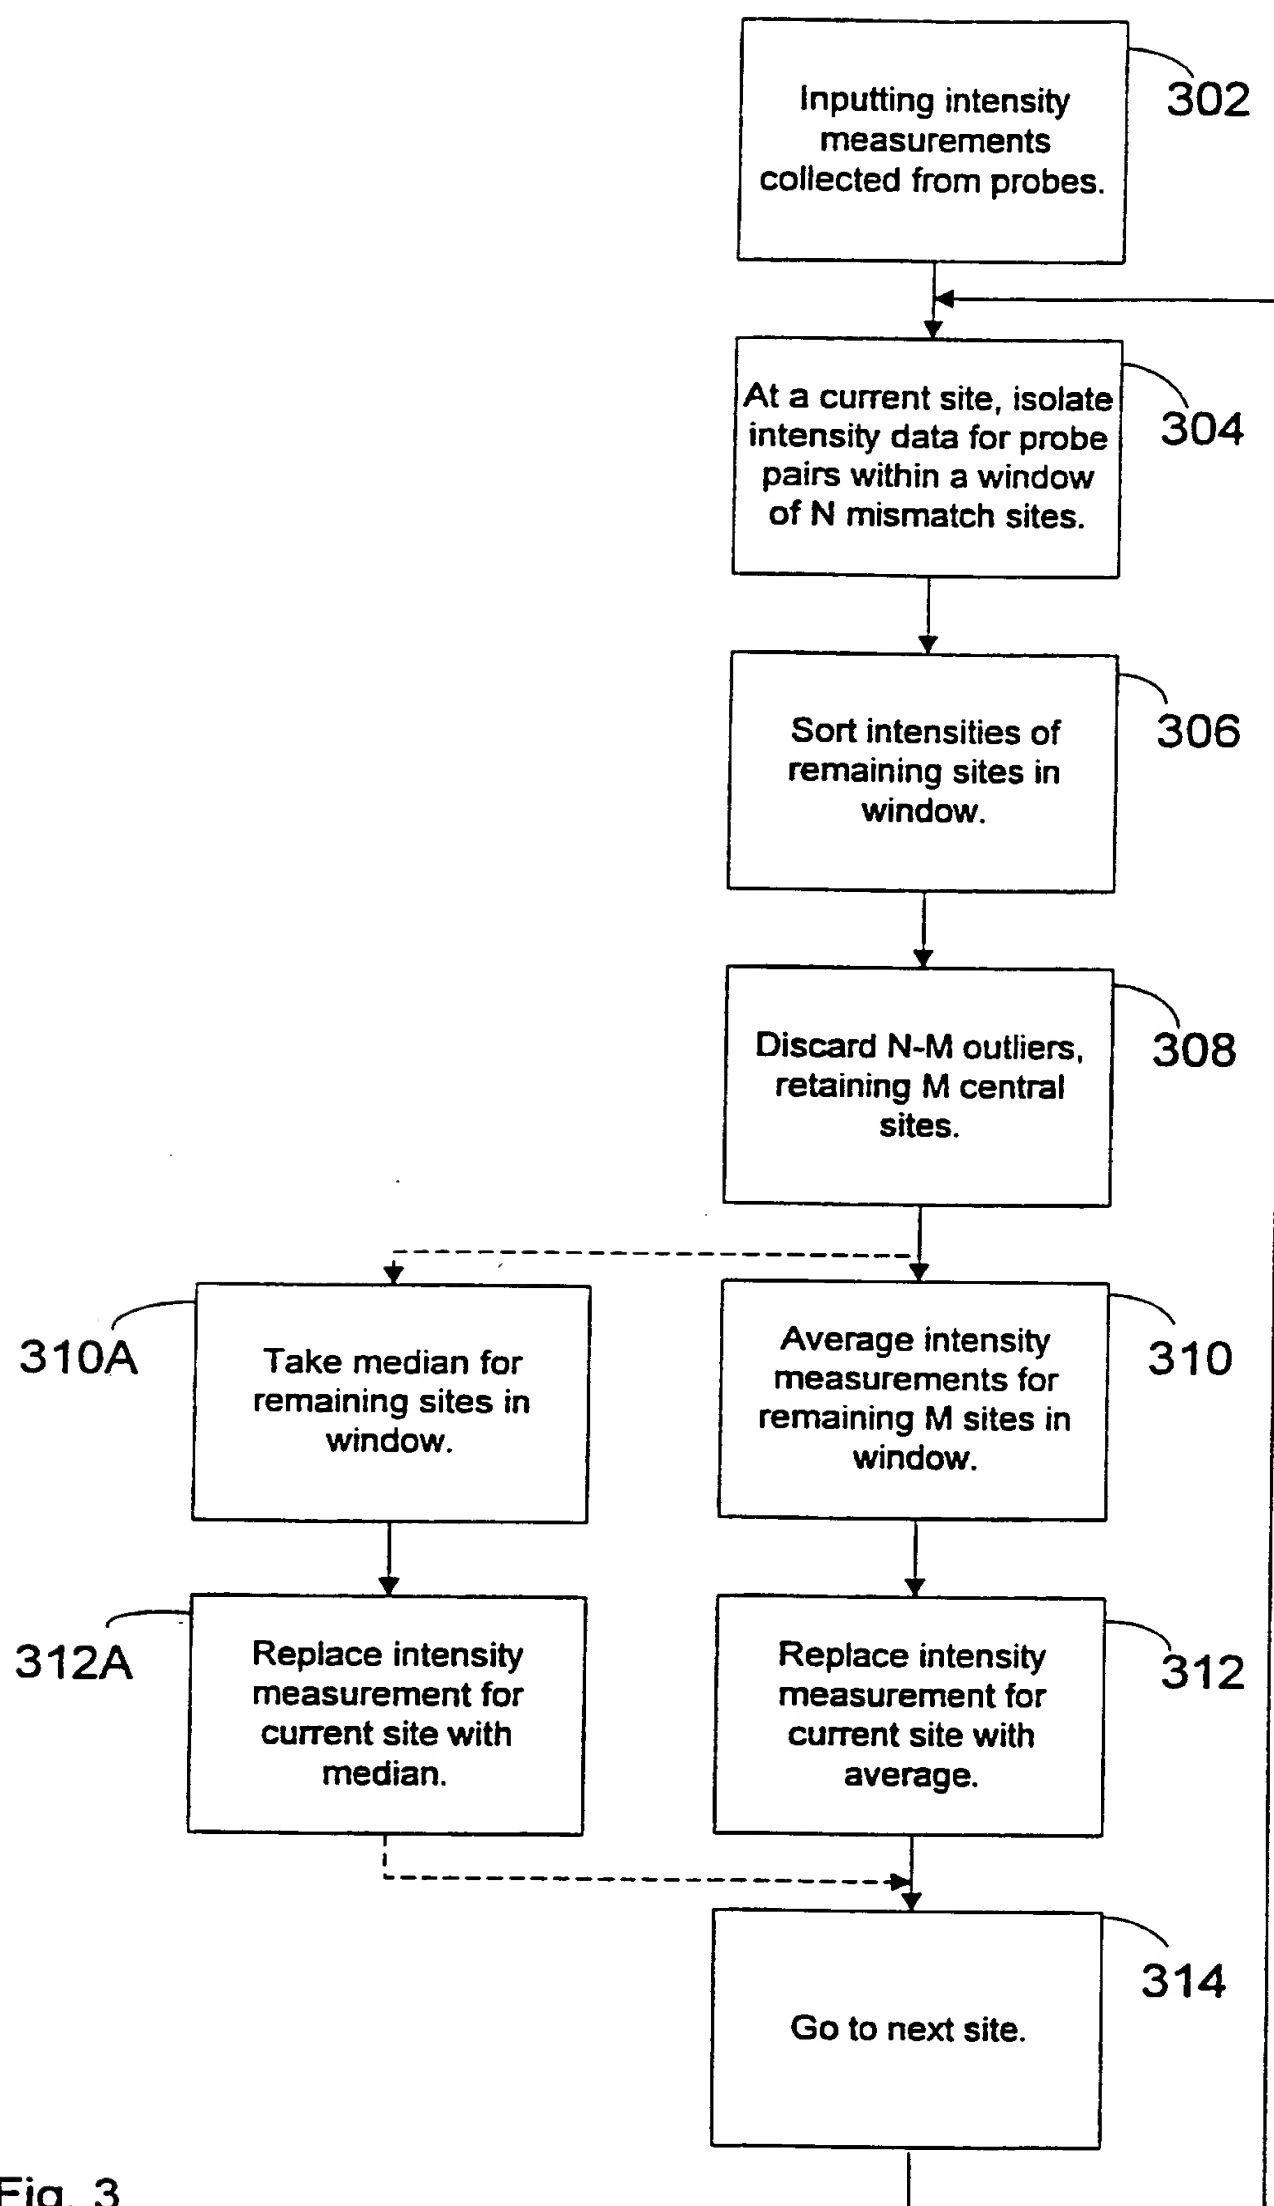 Inputting intensity
measurements
collected from probes.
302
At a current site, isolate
intensity data for probe
pairs within a window
of N mismatch sites.
304
Sort intensities of
remaining sites in
window.
306
Discard N-M outliers,
retaining M central
sites.
308
310A
Take median for
remaining sites in
window.
Average intensity
measurements for
remaining M sites in
window.
310
312A
Replace intensity
measurement for
current site with
median.
Replace intensity
measurement for
current site with
average.
312
Go to next site.
314
Fig. 3